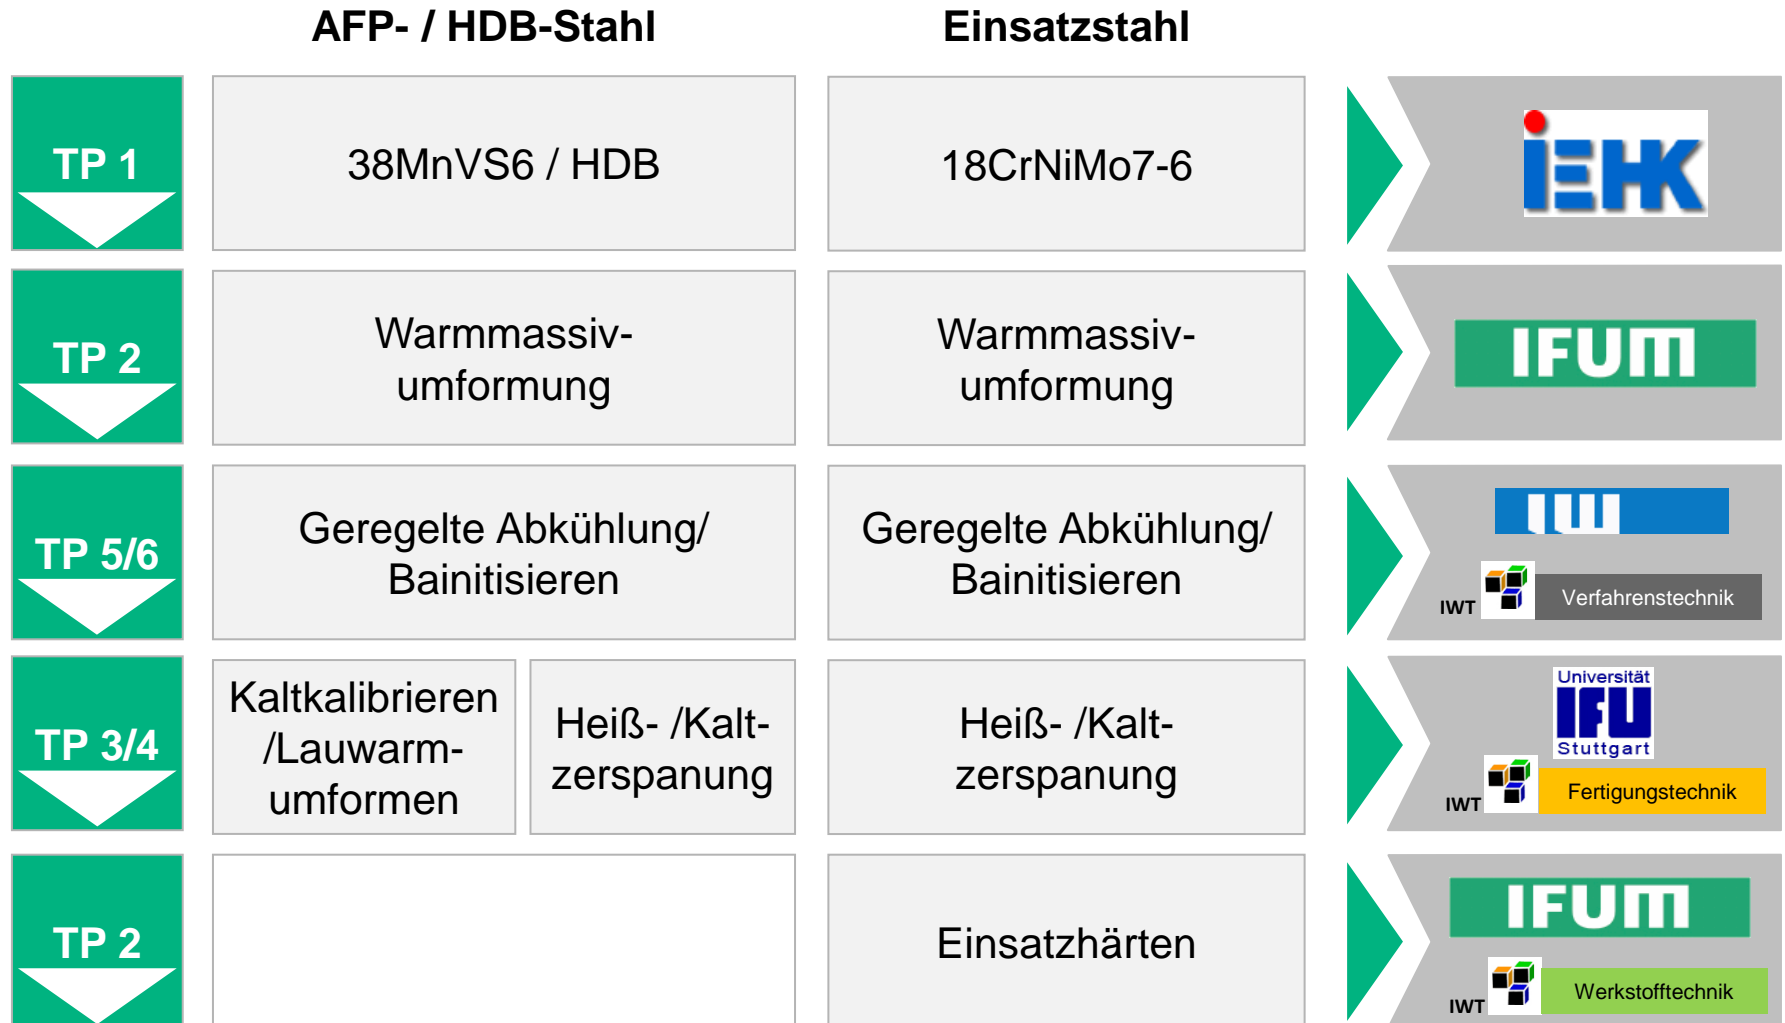 AFP- / HDB-Stahl
Einsatzstahl
TP 1
38MnVS6 / HDB
18CrNiMo7-6
iEHK
TP 2
Warmmassiv-
umformung
Warmmassiv-
umformung
IFUM
TP 5/6
Geregelte Abkühlung/
Bainitisieren
Geregelte Abkühlung/
Bainitisieren
IW
IWT
Verfahrenstechnik
TP 3/4
Kaltkalibrieren
/Lauwarm-
umformen
Heiß- /Kalt-
zerspanung
Heiß- /Kalt-
zerspanung
Universität
IFU
Stuttgart
IWT
Fertigungstechnik
TP 2
Einsatzhärten
IFUM
IWT
Werkstofftechnik